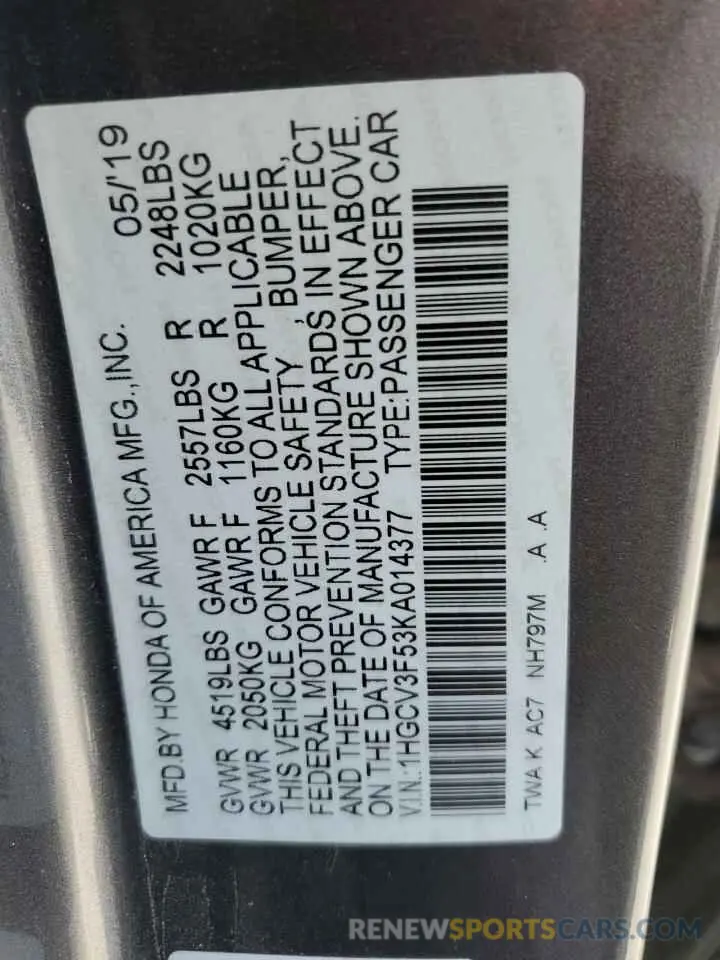 MFD.BY HONDA OF AMERICA MFG.,INC. 05/'19
GVWR 4519LBS GAWR F 2557LBS R 2248LBS
GVWR 2050KG GAWR F 1160KG R 1020KG
THIS VEHICLE CONFORMS TO ALL APPLICABLE
FEDERAL MOTOR VEHICLE SAFETY , BUMPER,
AND THEFT PREVENTION STANDARDS IN EFFECT
ON THE DATE OF MANUFACTURE SHOWN ABOVE.
V.I.N.:1HGCV3F53KA014377 TYPE:PASSENGER CAR
TWA K AC7 NH797M .A .A
RENEWSPORTSCARS.COM